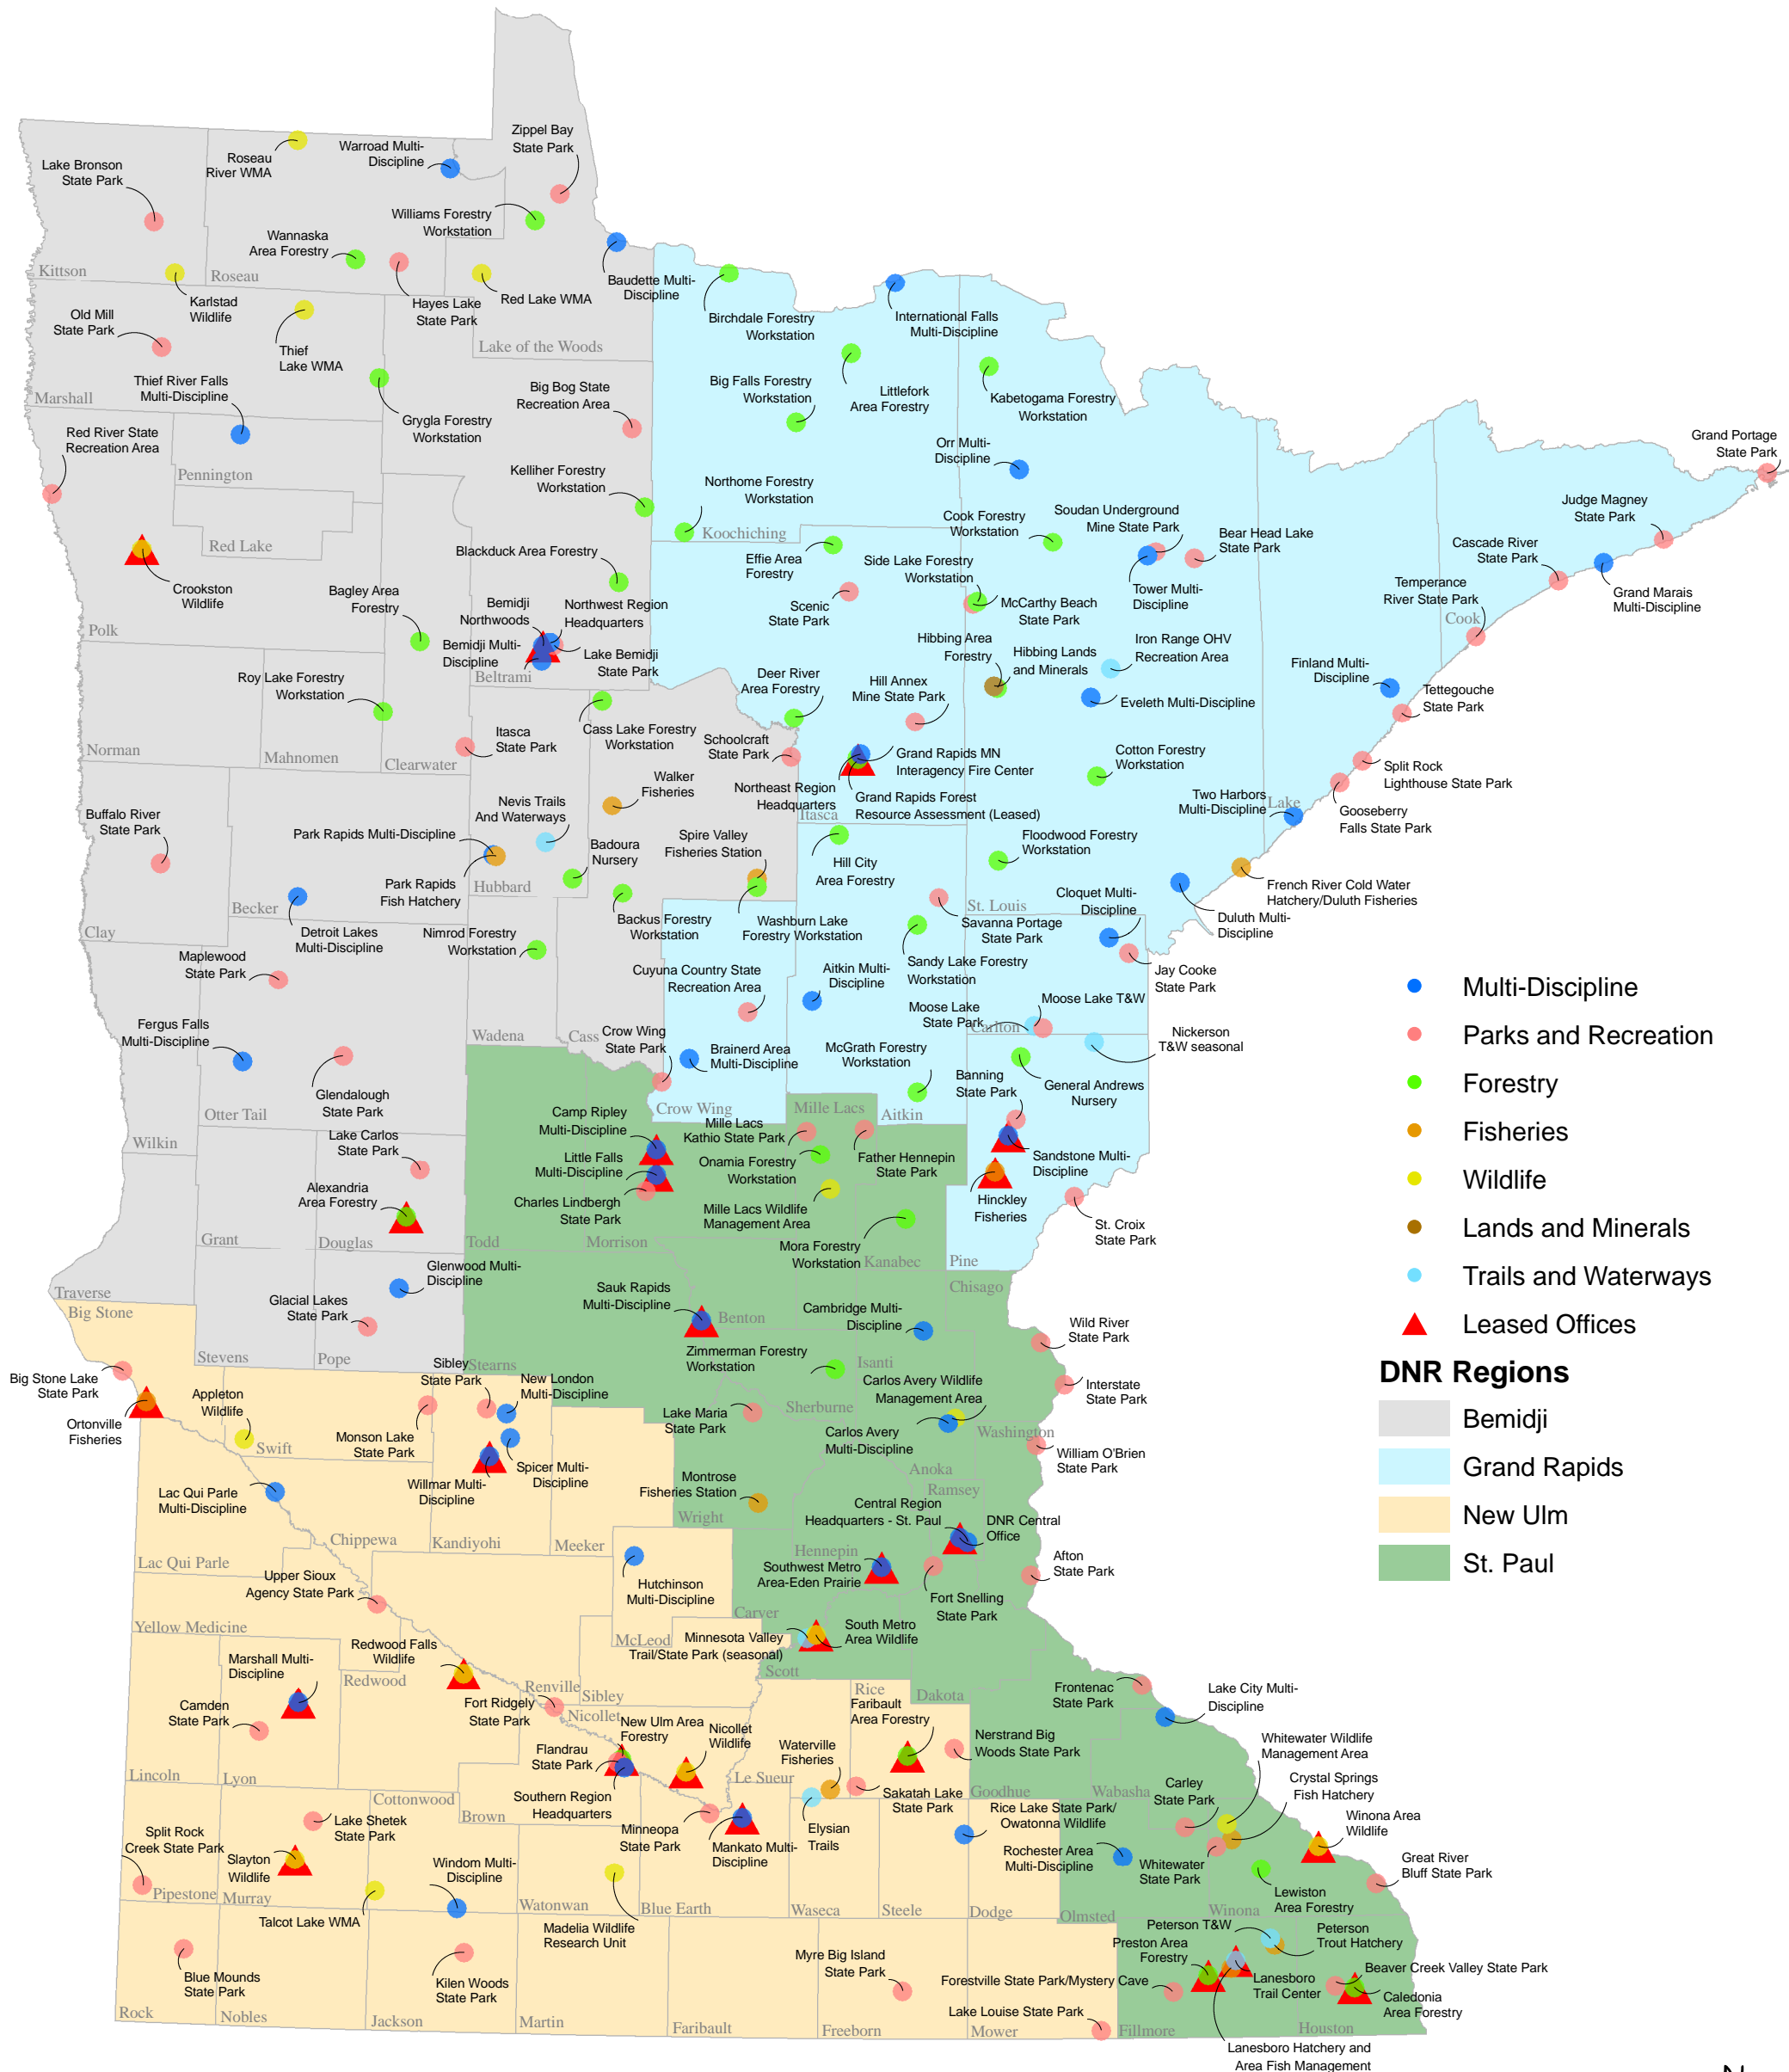 Zippel Bay
State Park
Roseau
River WMA
Warroad Multi-
Discipline
Lake Bronson
State Park
Williams Forestry
Workstation
Wannaska
Area Forestry
Kittson
Roseau
Karlstad
Wildlife
Hayes Lake
State Park
Red Lake WMA
Baudette Multi-
Discipline
Birchdale Forestry
Workstation
International Falls
Multi-Discipline
Old Mill
State Park
Thief
Lake WMA
Lake of the Woods
Marshall
Thief River Falls
Multi-Discipline
Grygla Forestry
Workstation
Big Bog State
Recreation Area
Big Falls Forestry
Workstation
Littlefork
Area Forestry
Kabetogama Forestry
Workstation
Red River State
Recreation Area
Pennington
Kelliher Forestry
Workstation
Northome Forestry
Workstation
Orr Multi-
Discipline
Grand Portage
State Park
Judge Magney
State Park
Cascade River
State Park
Temperance
River State Park
Grand Marais
Multi-Discipline
Cook
Red Lake
Koochiching
Cook Forestry
Workstation
Soudan Underground
Mine State Park
Bear Head Lake
State Park
Tower Multi-
Discipline
Crookston
Wildlife
Blackduck Area Forestry
Effie Area
Forestry
Side Lake Forestry
Workstation
Scenic
State Park
McCarthy Beach
State Park
Bagley Area
Forestry
Bemidji
Northwoods
Northwest Region
Headquarters
Bemidji Multi-
Discipline
Lake Bemidji
State Park
Beltrami
Polk
Hibbing Area
Forestry
Hibbing Lands
and Minerals
Iron Range OHV
Recreation Area
Eveleth Multi-Discipline
Finland Multi-
Discipline
Tettegouche
State Park
Roy Lake Forestry
Workstation
Deer River
Area Forestry
Hill Annex
Mine State Park
Norman
Mahnomen
Clearwater
Itasca
State Park
Cass Lake Forestry
Workstation
Schoolcraft
State Park
Grand Rapids MN
Interagency Fire Center
Cotton Forestry
Workstation
Split Rock
Lighthouse State Park
Gooseberry
Falls State Park
Two Harbors
Multi-Discipline
Lake
Walker
Fisheries
Northeast Region
Headquarters
Grand Rapids Forest
Resource Assessment (Leased)
Itasca
Buffalo River
State Park
Nevis Trails
And Waterways
Park Rapids Multi-Discipline
Badoura
Nursery
Spire Valley
Fisheries Station
Hill City
Area Forestry
Floodwood Forestry
Workstation
French River Cold Water
Hatchery/Duluth Fisheries
Park Rapids
Fish Hatchery
Hubbard
Becker
Clay
Detroit Lakes
Multi-Discipline
Nimrod Forestry
Workstation
Backus Forestry
Workstation
Washburn Lake
Forestry Workstation
St. Louis
Savanna Portage
State Park
Cloquet Multi-
Discipline
Duluth Multi-
Discipline
Maplewood
State Park
Cuyuna Country State
Recreation Area
Aitkin Multi-
Discipline
Sandy Lake Forestry
Workstation
Jay Cooke
State Park
Moose Lake
State Park
Moose Lake T&W
Carlton
Nickerson
T&W seasonal
Fergus Falls
Multi-Discipline
Wadena
Cass
Crow Wing
State Park
Brainerd Area
Multi-Discipline
McGrath Forestry
Workstation
Banning
State Park
General Andrews
Nursery
Glendalough
State Park
Otter Tail
Wilkin
Crow Wing
Mille Lacs
Aitkin
Camp Ripley
Multi-Discipline
Mille Lacs
Kathio State Park
Lake Carlos
State Park
Little Falls
Multi-Discipline
Onamia Forestry
Workstation
Father Hennepin
State Park
Sandstone Multi-
Discipline
Alexandria
Area Forestry
Charles Lindbergh
State Park
Mille Lacs Wildlife
Management Area
Hinckley
Fisheries
St. Croix
State Park
Grant
Douglas
Todd
Morrison
Mora Forestry
Workstation
Kanabec
Pine
Traverse
Big Stone
Glenwood Multi-
Discipline
Glacial Lakes
State Park
Sauk Rapids
Multi-Discipline
Benton
Cambridge Multi-
Discipline
Chisago
Wild River
State Park
Stevens
Pope
Stearns
Zimmerman Forestry
Workstation
Isanti
Big Stone Lake
State Park
Ortonville
Fisheries
Appleton
Wildlife
Sibley
State Park
New London
Multi-Discipline
Carlos Avery Wildlife
Management Area
Interstate
State Park
Lake Maria
State Park
Sherburne
Carlos Avery
Multi-Discipline
Washington
William O'Brien
State Park
Swift
Monson Lake
State Park
Willmar Multi-
Discipline
Spicer Multi-
Discipline
Lac Qui Parle
Multi-Discipline
Montrose
Fisheries Station
Anoka
Ramsey
Central Region
Headquarters - St. Paul
DNR Central
Office
Wright
Chippewa
Kandiyohi
Meeker
Hennepin
Lac Qui Parle
Southwest Metro
Area-Eden Prairie
Afton
State Park
Upper Sioux
Agency State Park
Hutchinson
Multi-Discipline
Fort Snelling
State Park
Carver
Yellow Medicine
McLeod
Minnesota Valley
Trail/State Park (seasonal)
South Metro
Area Wildlife
Scott
Redwood Falls
Wildlife
Marshall Multi-
Discipline
Redwood
Renville
Sibley
Rice
Dakota
Frontenac
State Park
Lake City Multi-
Discipline
Camden
State Park
Fort Ridgely
State Park
Nicollet
New Ulm Area
Forestry
Nicollet
Wildlife
Faribault
Area Forestry
Nerstrand Big
Woods State Park
Whitewater Wildlife
Management Area
Flandrau
State Park
Waterville
Fisheries
Lincoln
Lyon
Le Sueur
Goodhue
Wabasha
Carley
State Park
Crystal Springs
Fish Hatchery
Cottonwood
Brown
Southern Region
Headquarters
Sakatah Lake
State Park
Rice Lake State Park/
Owatonna Wildlife
Winona Area
Wildlife
Lake Shetek
State Park
Split Rock
Creek State Park
Minneopa
State Park
Mankato Multi-
Discipline
Elysian
Trails
Rochester Area
Multi-Discipline
Whitewater
State Park
Great River
Bluff State Park
Slayton
Wildlife
Windom Multi-
Discipline
Lewiston
Area Forestry
Pipestone
Murray
Talcot Lake WMA
Watonwan
Madelia Wildlife
Research Unit
Blue Earth
Waseca
Steele
Dodge
Olmsted
Winona
Peterson T&W
Peterson
Trout Hatchery
Preston Area
Forestry
Blue Mounds
State Park
Kilen Woods
State Park
Myre Big Island
State Park
Forestville State Park/Mystery Cave
Lanesboro
Trail Center
Beaver Creek Valley State Park
Caledonia
Area Forestry
Lake Louise State Park
Rock
Nobles
Jackson
Martin
Faribault
Freeborn
Mower
Fillmore
Houston
Lanesboro Hatchery and
Area Fish Management
Multi-Discipline
Parks and Recreation
Forestry
Fisheries
Wildlife
Lands and Minerals
Trails and Waterways
Leased Offices
DNR Regions
Bemidji
Grand Rapids
New Ulm
St. Paul